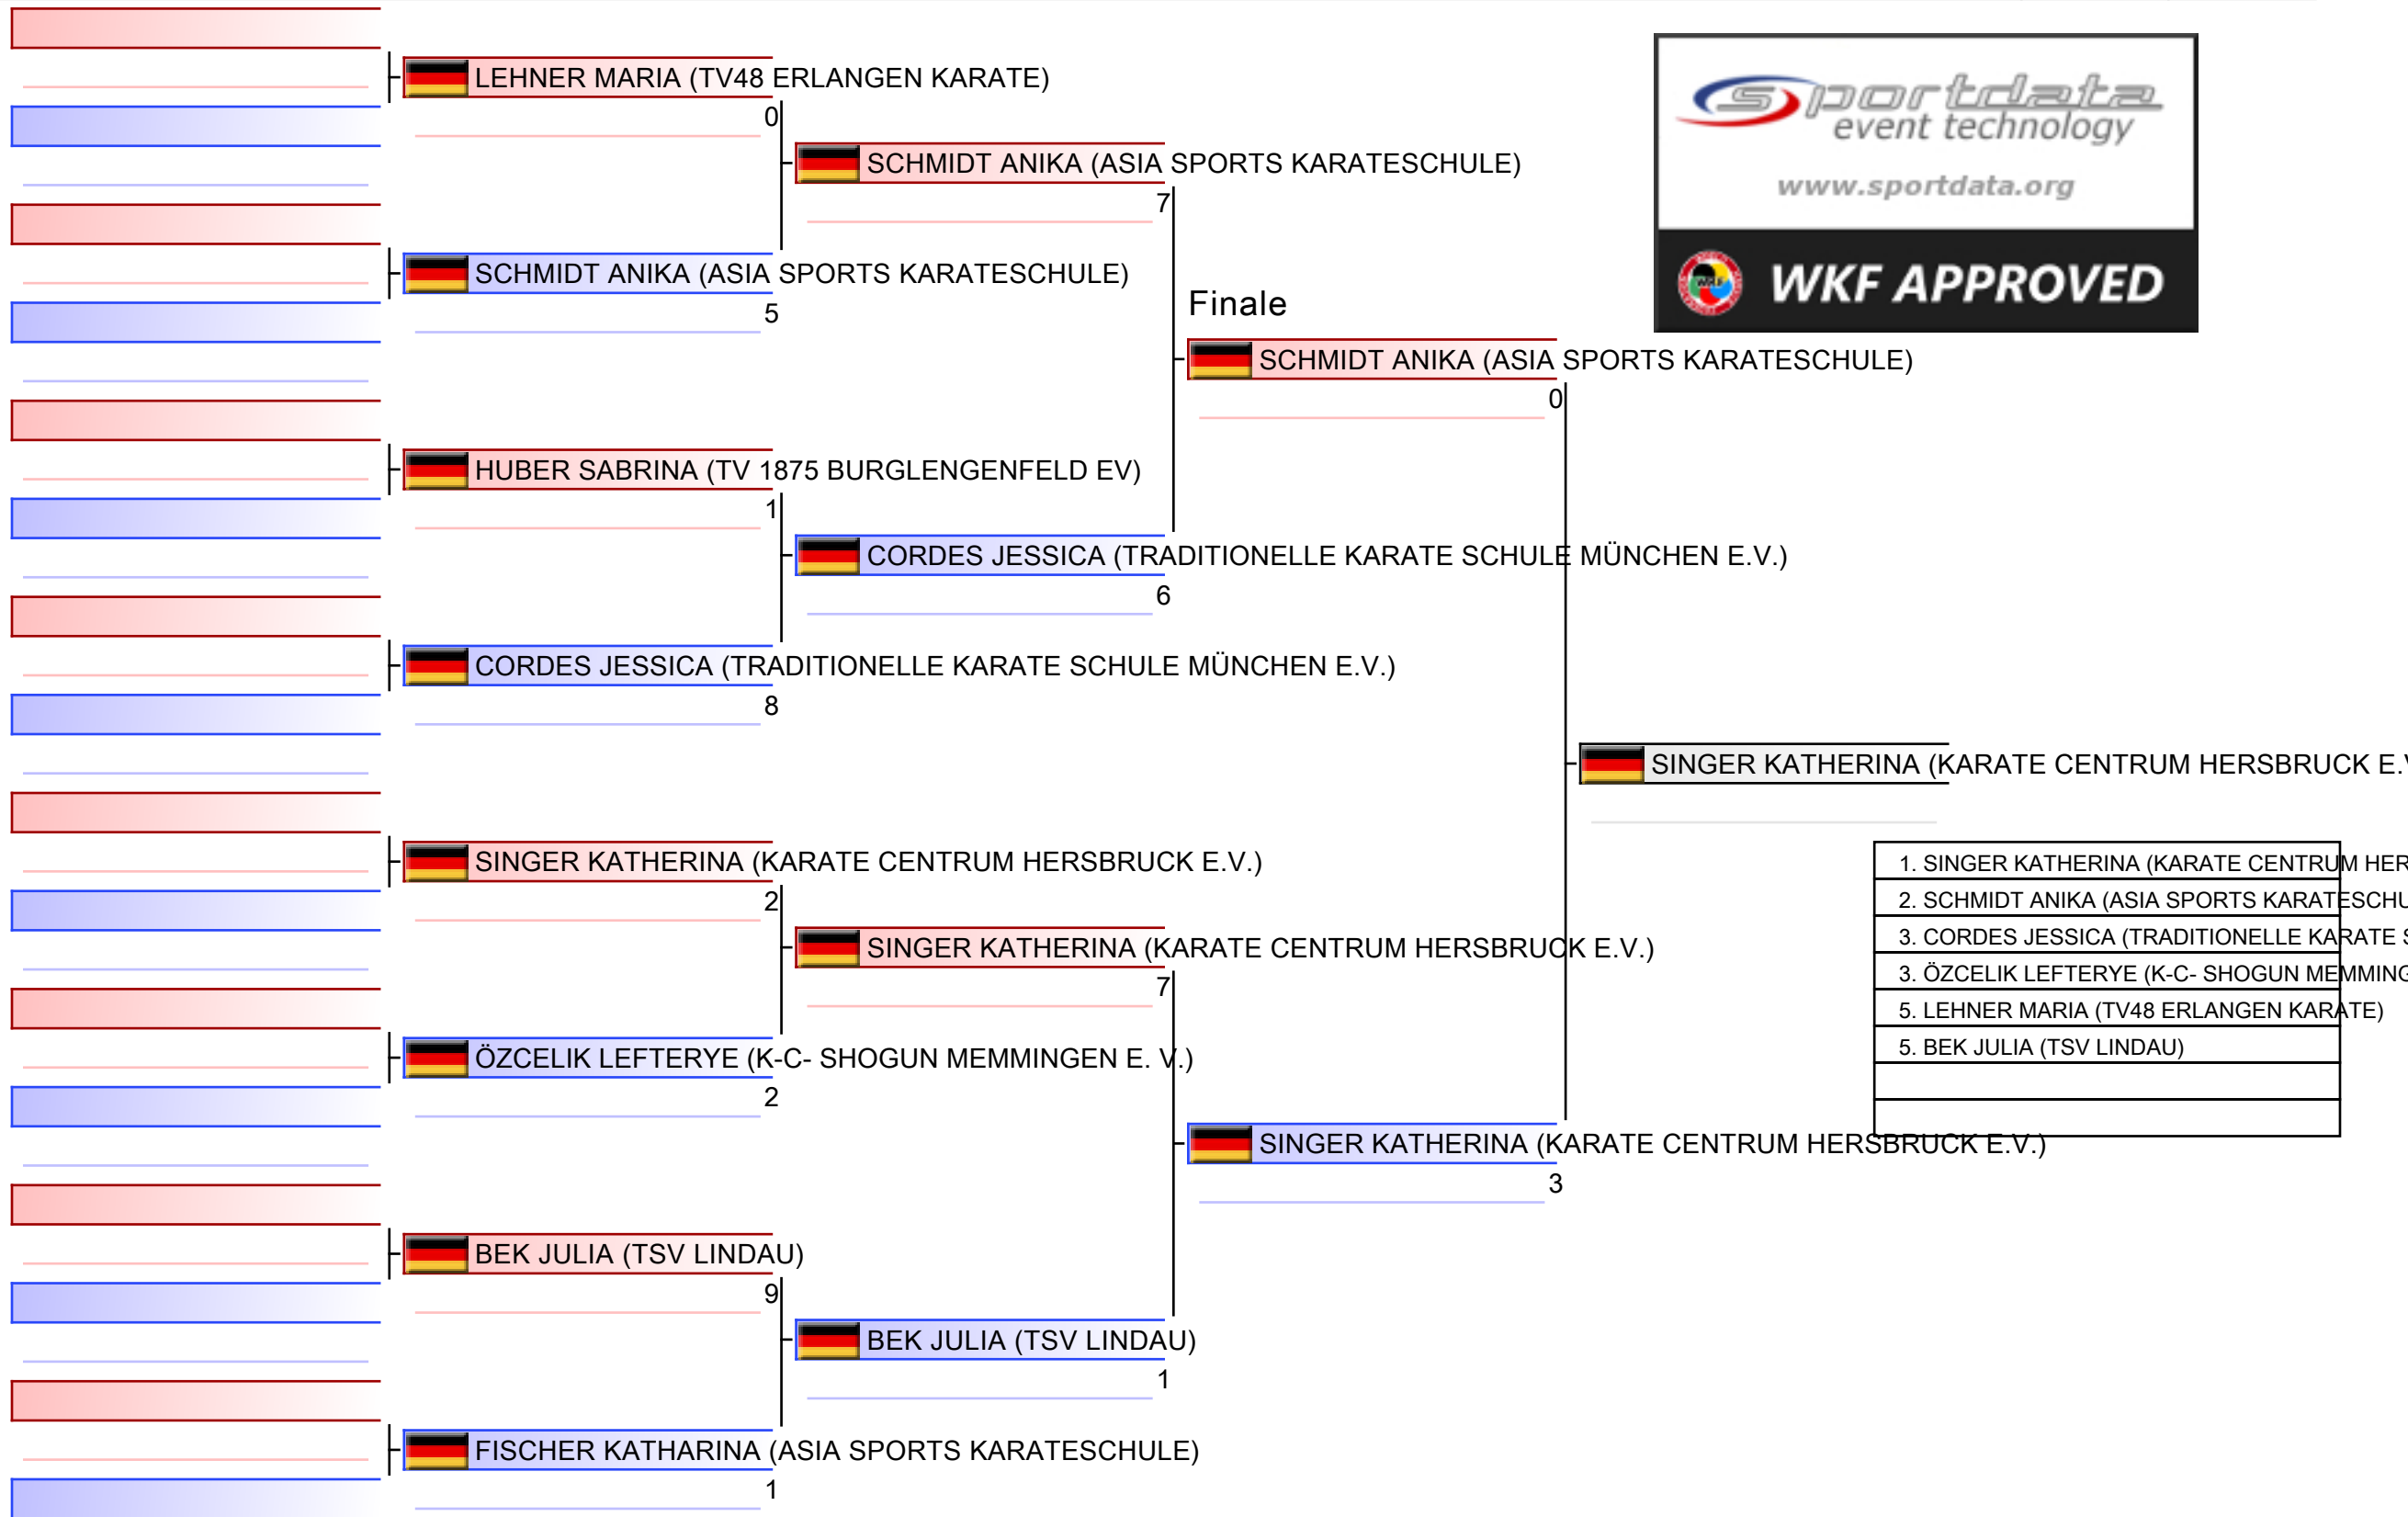 LEHNER MARIA (TV48 ERLANGEN KARATE)
0
SCHMIDT ANIKA (ASIA SPORTS KARATESCHULE)
7
SCHMIDT ANIKA (ASIA SPORTS KARATESCHULE)
5
sportdata
event technology
www.sportdata.org
WKF
WKF APPROVED
Finale
SCHMIDT ANIKA (ASIA SPORTS KARATESCHULE)
0
HUBER SABRINA (TV 1875 BURGLENGENFELD EV)
1
CORDES JESSICA (TRADITIONELLE KARATE SCHULE MÜNCHEN E.V.)
6
CORDES JESSICA (TRADITIONELLE KARATE SCHULE MÜNCHEN E.V.)
8
SINGER KATHERINA (KARATE CENTRUM HERSBRUCK E.V
SINGER KATHERINA (KARATE CENTRUM HERSBRUCK E.V.)
2
SINGER KATHERINA (KARATE CENTRUM HERSBRUCK E.V.)
7
ÖZCELIK LEFTERYE (K-C- SHOGUN MEMMINGEN E. V.)
2
SINGER KATHERINA (KARATE CENTRUM HERSBRUCK E.V.)
3
BEK JULIA (TSV LINDAU)
9
BEK JULIA (TSV LINDAU)
1
FISCHER KATHARINA (ASIA SPORTS KARATESCHULE)
1
1. SINGER KATHERINA (KARATE CENTRUM HER
2. SCHMIDT ANIKA (ASIA SPORTS KARATESCHU
3. CORDES JESSICA (TRADITIONELLE KARATE S
3. ÖZCELIK LEFTERYE (K-C- SHOGUN MEMMING
5. LEHNER MARIA (TV48 ERLANGEN KARATE)
5. BEK JULIA (TSV LINDAU)